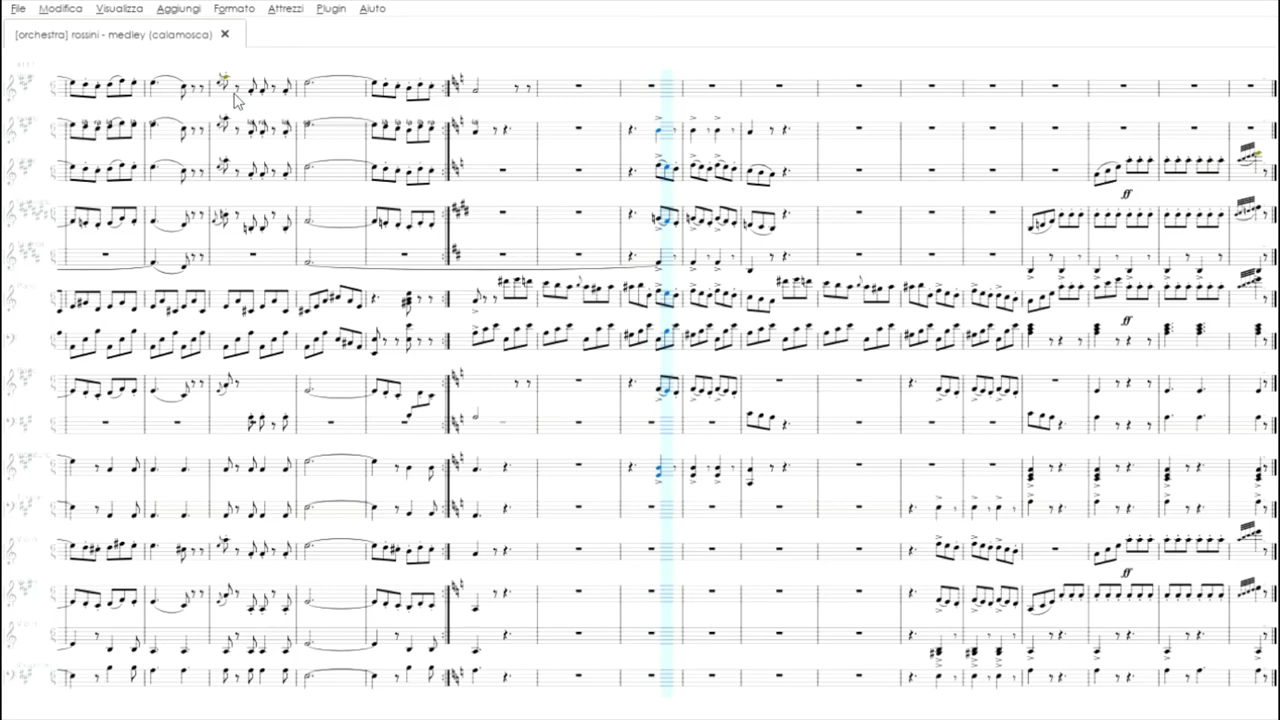 File Modifica Visualizza Aggiungi Formato Attrezzi Plugin Aiuto
[orchestra] rossini - medley (calamosca) ✕
ff
ff
ff